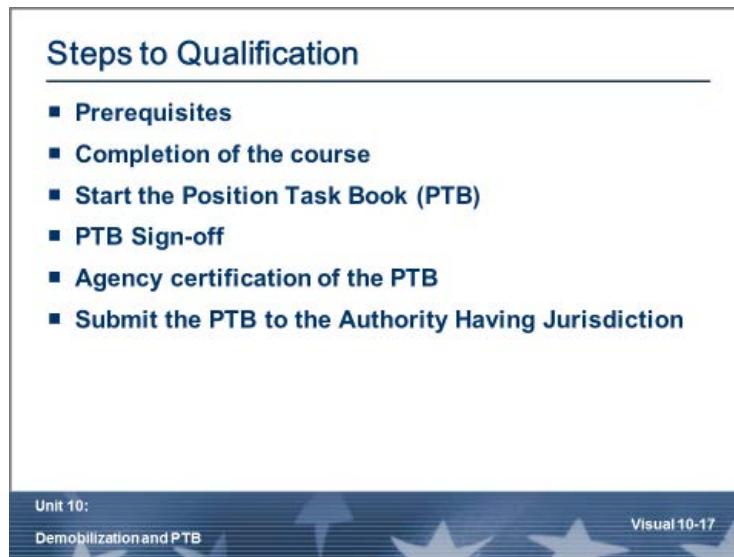 Steps to Qualification
Prerequisites
Completion of the course
Start the Position Task Book (PTB)
PTB Sign-off
Agency certification of the PTB
Submit the PTB to the Authority Having Jurisdiction
Unit 10:
Demobilization and PTB
Visual 10-17